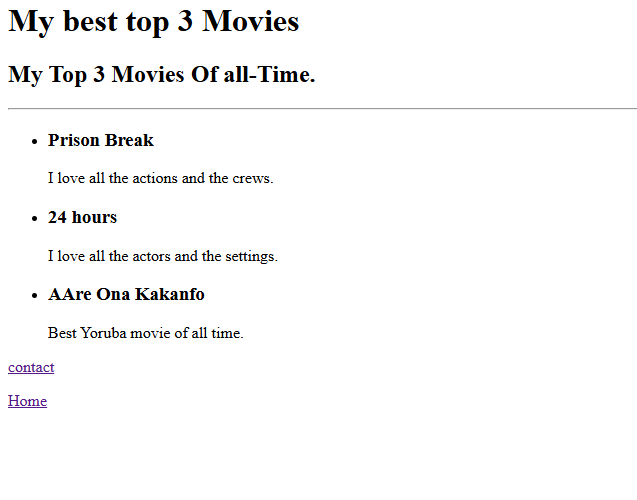 My best top 3 Movies
My Top 3 Movies Of all-Time.
Prison Break
I love all the actions and the crews.
24 hours
I love all the actors and the settings.
AAre Ona Kakanfo
Best Yoruba movie of all time.
contact
Home